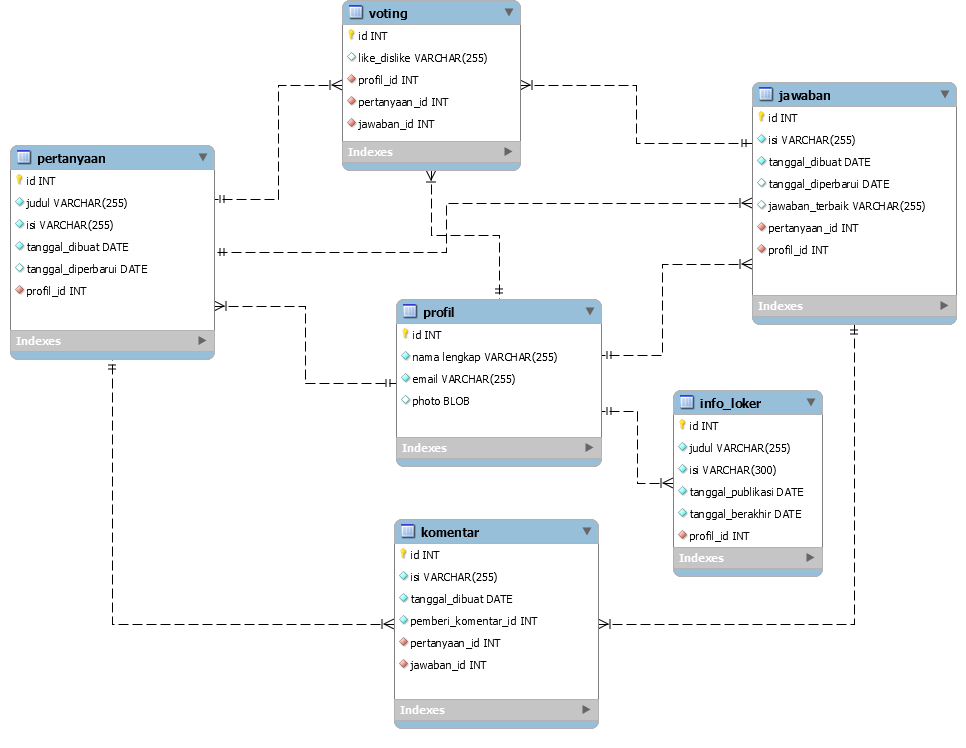 voting
id INT
like_dislike VARCHAR(255)
profil_id INT
pertanyaan_id INT
jawaban_id INT
Indexes
jawaban
id INT
isi VARCHAR(255)
tanggal_dibuat DATE
tanggal_diperbarui DATE
jawaban_terbaik VARCHAR(255)
pertanyaan_id INT
profil_id INT
Indexes
pertanyaan
id INT
judul VARCHAR(255)
isi VARCHAR(255)
tanggal_dibuat DATE
tanggal_diperbarui DATE
profil_id INT
Indexes
profil
id INT
nama lengkap VARCHAR(255)
email VARCHAR(255)
photo BLOB
Indexes
info_loker
id INT
judul VARCHAR(255)
isi VARCHAR(300)
tanggal_publikasi DATE
tanggal_berakhir DATE
profil_id INT
Indexes
komentar
id INT
isi VARCHAR(255)
tanggal_dibuat DATE
pemberi_komentar_id INT
pertanyaan_id INT
jawaban_id INT
Indexes